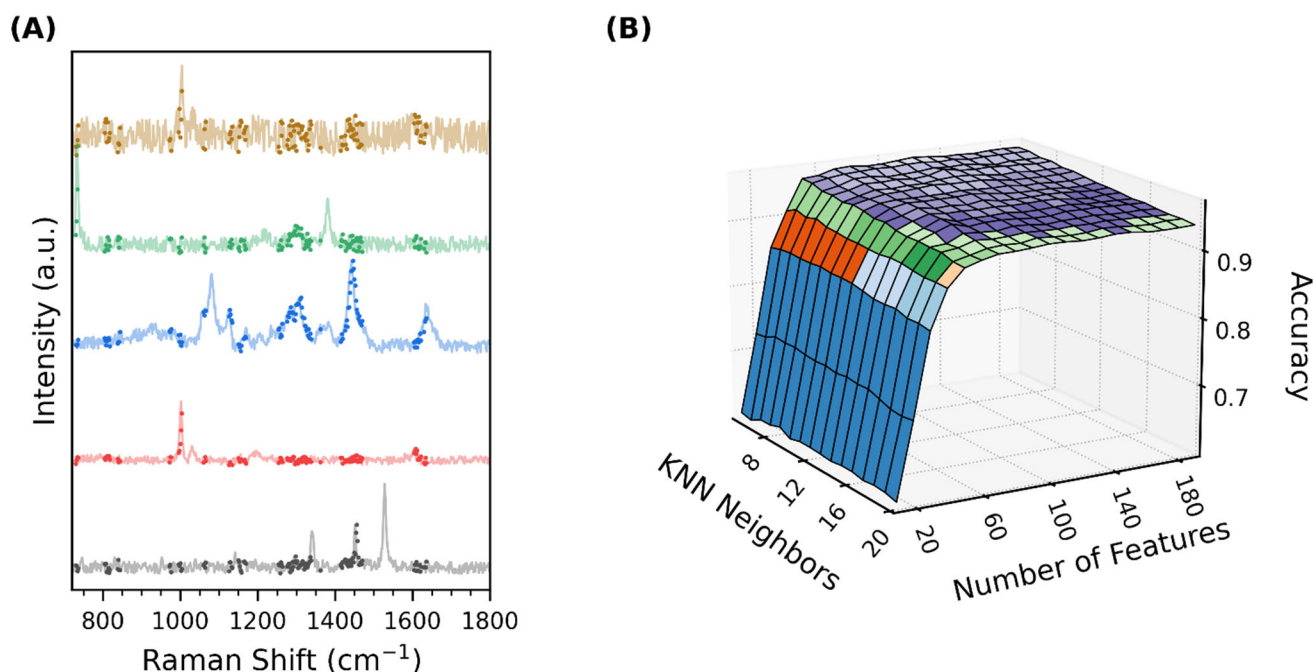 (A)
Intensity (a.u.)
800 1000 1200 1400 1600 1800
Raman Shift (cm⁻¹)
(B)
0.9
0.8
0.7
Accuracy
8 12 16 20
KNN Neighbors
20 60 100 140 180
Number of Features